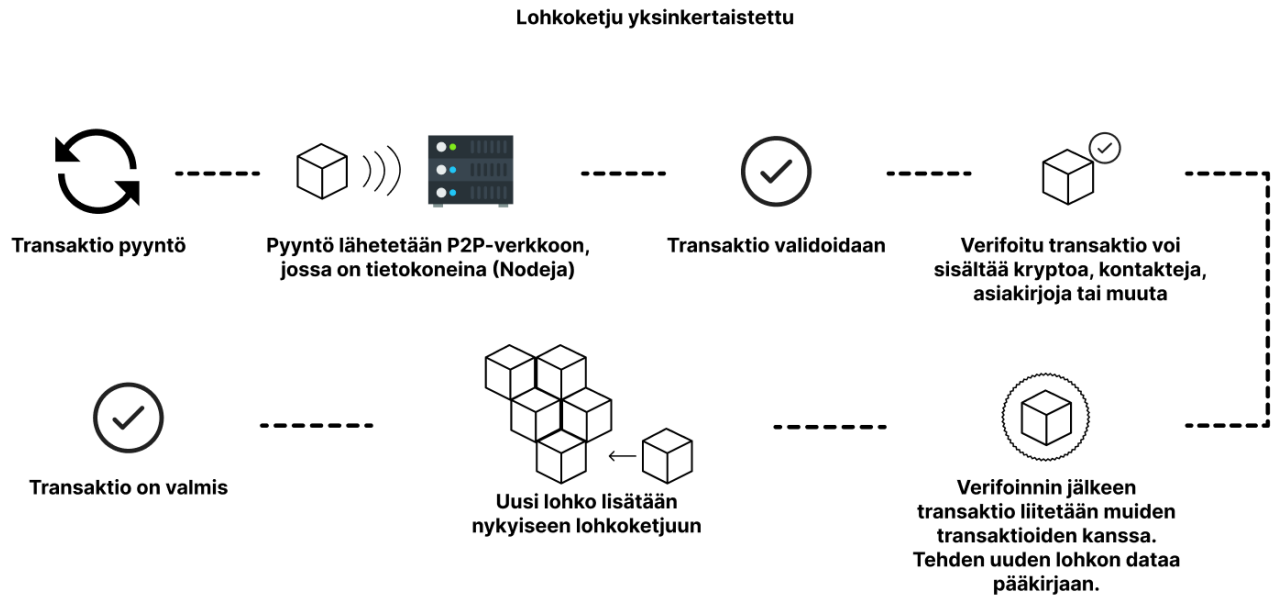 Lohkoketju yksinkertaistettu
Transaktio pyyntö
Pyyntö lähetetään P2P-verkkoon,
jossa on tietokoneina (Nodeja)
Transaktio validoidaan
Verifoitu transaktio voi
sisältää kryptoa, kontakteja,
asiakirjoja tai muuta
Verifoinnin jälkeen
transaktio liitetään muiden
transaktioiden kanssa.
Tehden uuden lohkon dataa
pääkirjaan.
Uusi lohko lisätään
nykyiseen lohkoketjuun
Transaktio on valmis